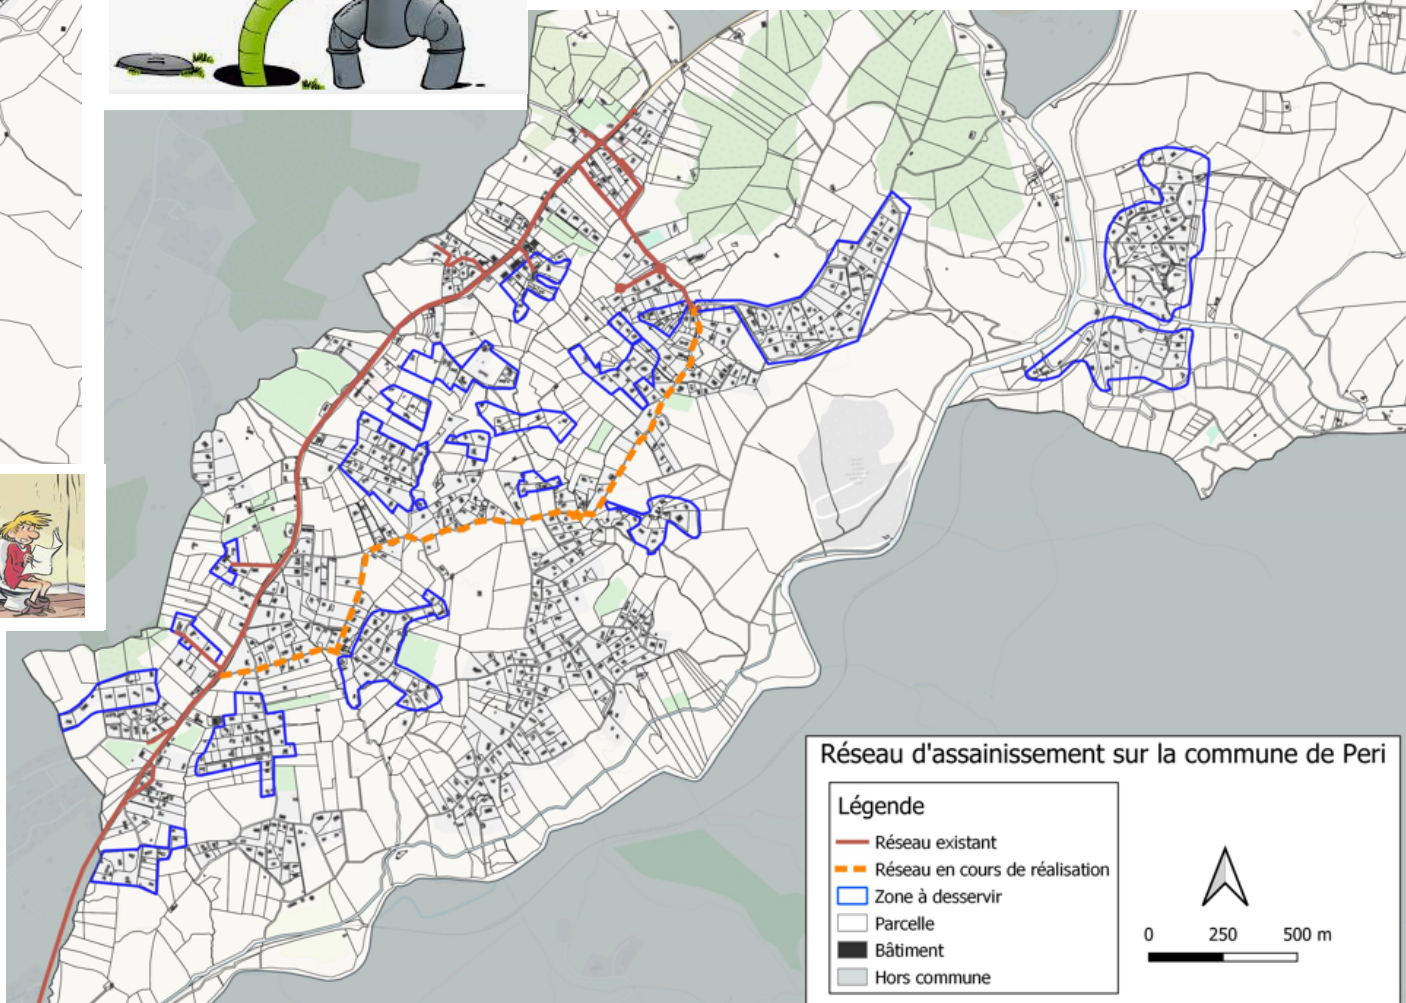 Réseau d'assainissement sur la commune de Peri
Légende
Réseau existant
Réseau en cours de réalisation
Zone à desservir
Parcelle
Bâtiment
Hors commune
0 250 500 m